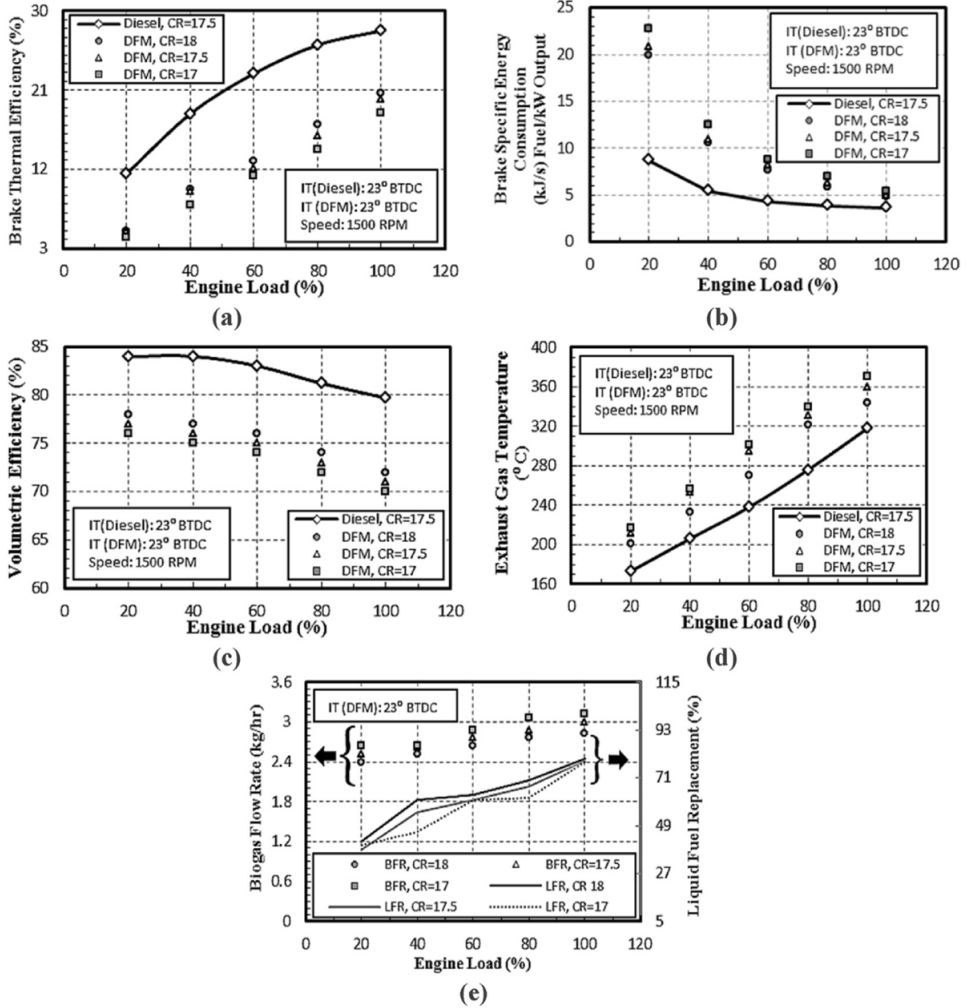 Brake Thermal Efficiency (%)
30
21
12
3
Diesel, CR=17.5
DFM, CR=18
DFM, CR=17.5
DFM, CR=17
IT(Diesel): 23° BTDC
IT (DFM): 23° BTDC
Speed: 1500 RPM
0 20 40 60 80 100 120
Engine Load (%)
(a)
Brake Specific Energy
Consumption
(kJ/s) Fuel/kW Output
25
20
15
10
5
0
IT(Diesel): 23° BTDC
IT (DFM): 23° BTDC
Speed: 1500 RPM
Diesel, CR=17.5
DFM, CR=18
DFM, CR=17.5
DFM, CR=17
0 20 40 60 80 100 120
Engine Load (%)
(b)
Volumetric Efficiency (%)
85
80
75
70
65
60
IT(Diesel): 23° BTDC
IT (DFM): 23° BTDC
Speed: 1500 RPM
Diesel, CR=17.5
DFM, CR=18
DFM, CR=17.5
DFM, CR=17
0 20 40 60 80 100 120
Engine Load (%)
(c)
Exhaust Gas Temperature
(° C)
400
360
320
280
240
200
160
IT(Diesel): 23° BTDC
IT (DFM): 23° BTDC
Speed: 1500 RPM
Diesel, CR=17.5
DFM, CR=18
DFM, CR=17.5
DFM, CR=17
0 20 40 60 80 100 120
Engine Load (%)
(d)
Biogas Flow Rate (kg/hr)
3.6
3
2.4
1.8
1.2
0.6
0
IT (DFM): 23° BTDC
BFR, CR=18 BFR, CR=17.5
BFR, CR=17 LFR, CR 18
LFR, CR=17.5 LFR, CR=17
115
93
71
49
27
5
Liquid Fuel Replacement (%)
0 20 40 60 80 100 120
Engine Load (%)
(e)